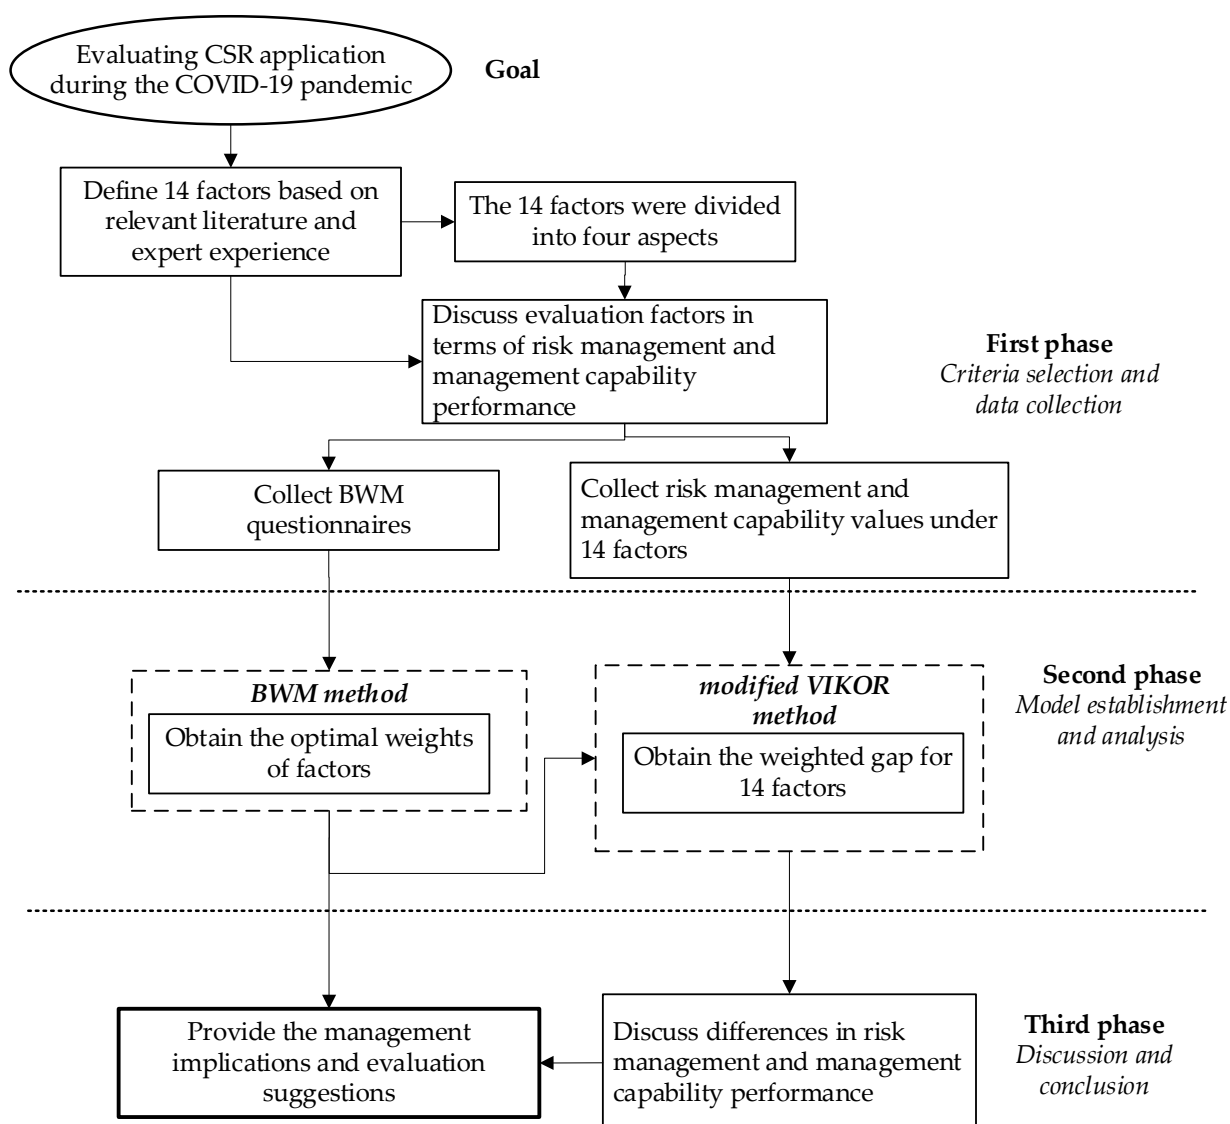 Evaluating CSR application
during the COVID-19 pandemic
Goal
Define 14 factors based on
relevant literature and
expert experience
The 14 factors were divided
into four aspects
Discuss evaluation factors in
terms of risk management and
management capability
performance
First phase
Criteria selection and
data collection
Collect BWM
questionnaires
Collect risk management and
management capability values under
14 factors
BWM method
Obtain the optimal weights
of factors
modified VIKOR
method
Obtain the weighted gap for
14 factors
Second phase
Model establishment
and analysis
Provide the management
implications and evaluation
suggestions
Discuss differences in risk
management and management
capability performance
Third phase
Discussion and
conclusion